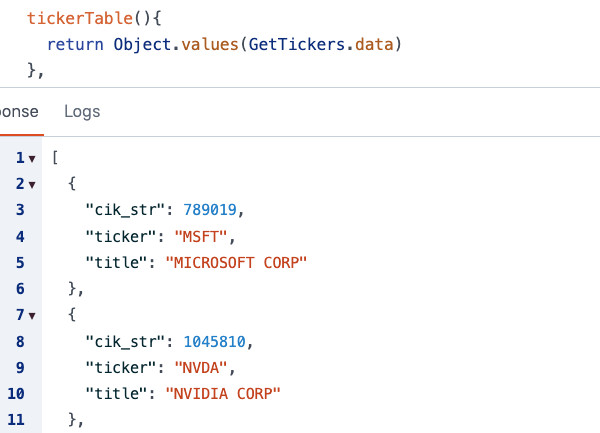 tickerTable(){
return Object.values(GetTickers.data)
},
onse Logs
1 [
2 {
3 "cik_str": 789019,
4 "ticker": "MSFT",
5 "title": "MICROSOFT CORP"
6 },
7 {
8 "cik_str": 1045810,
9 "ticker": "NVDA",
10 "title": "NVIDIA CORP"
11 },